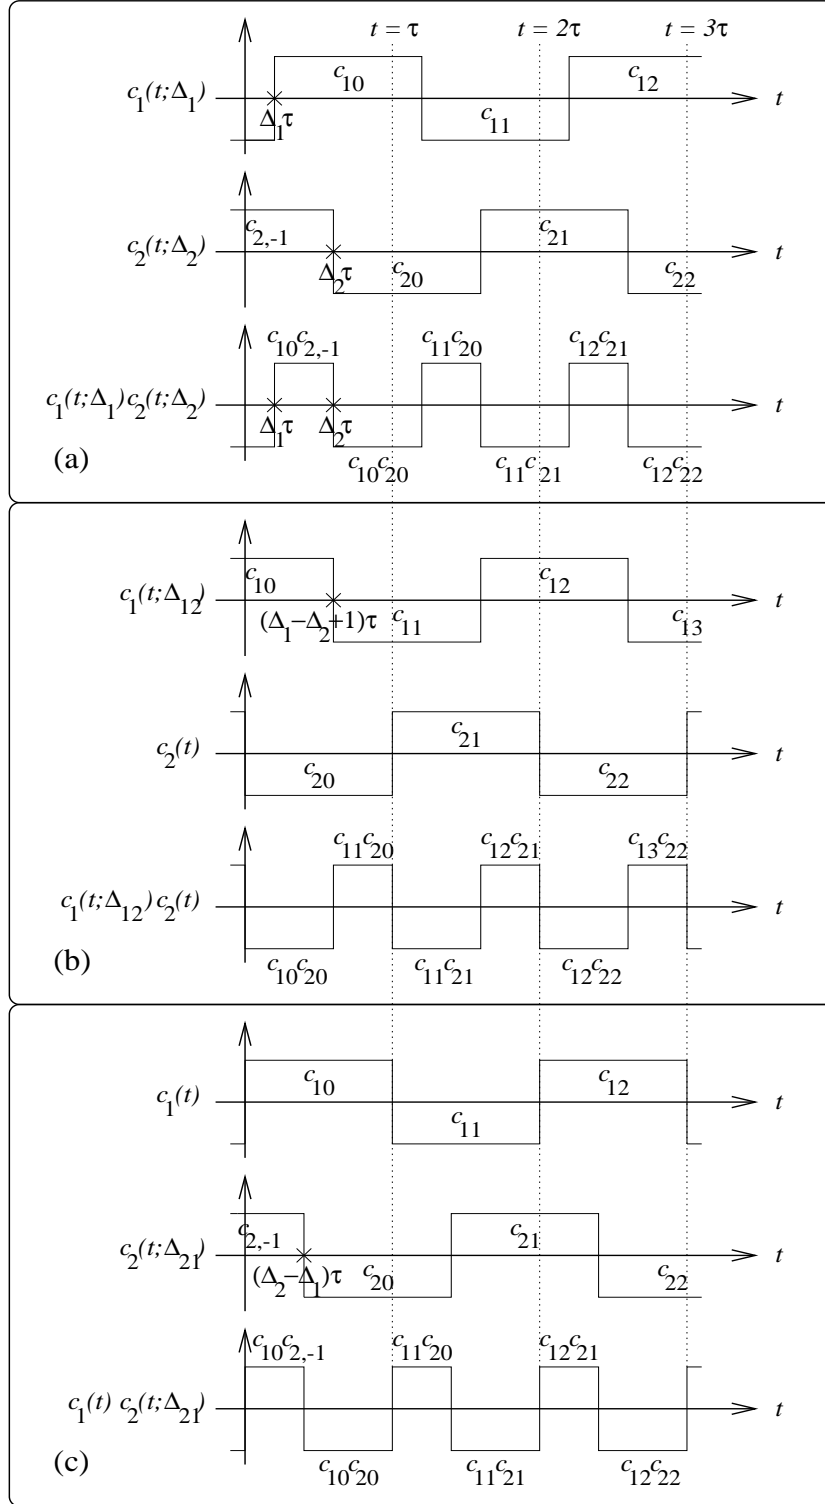 t = τ t = 2τ t = 3τ
c₁(t;Δ₁) c₁₀ c₁₁ c₁₂ t
Δ₁τ
c₂(t;Δ₂) c₂,₋₁ c₂₀ c₂₁ c₂₂ t
Δ₂τ
c₁₀c₂,₋₁ c₁₁c₂₀ c₁₂c₂₁
c₁(t;Δ₁)c₂(t;Δ₂) t
Δ₁τ Δ₂τ
(a) c₁₀c₂₀ c₁₁c₂₁ c₁₂c₂₂
c₁(t;Δ₁₂) c₁₀ c₁₁ c₁₂ c₁₃ t
(Δ₁−Δ₂+1)τ
c₂(t) c₂₀ c₂₁ c₂₂ t
c₁₁c₂₀ c₁₂c₂₁ c₁₃c₂₂
c₁(t;Δ₁₂)c₂(t) t
(b) c₁₀c₂₀ c₁₁c₂₁ c₁₂c₂₂
c₁(t) c₁₀ c₁₁ c₁₂ t
c₂(t;Δ₂₁) c₂,₋₁ c₂₀ c₂₁ c₂₂ t
(Δ₂−Δ₁)τ
c₁₀c₂,₋₁ c₁₁c₂₀ c₁₂c₂₁
c₁(t) c₂(t;Δ₂₁) t
(c) c₁₀c₂₀ c₁₁c₂₁ c₁₂c₂₂